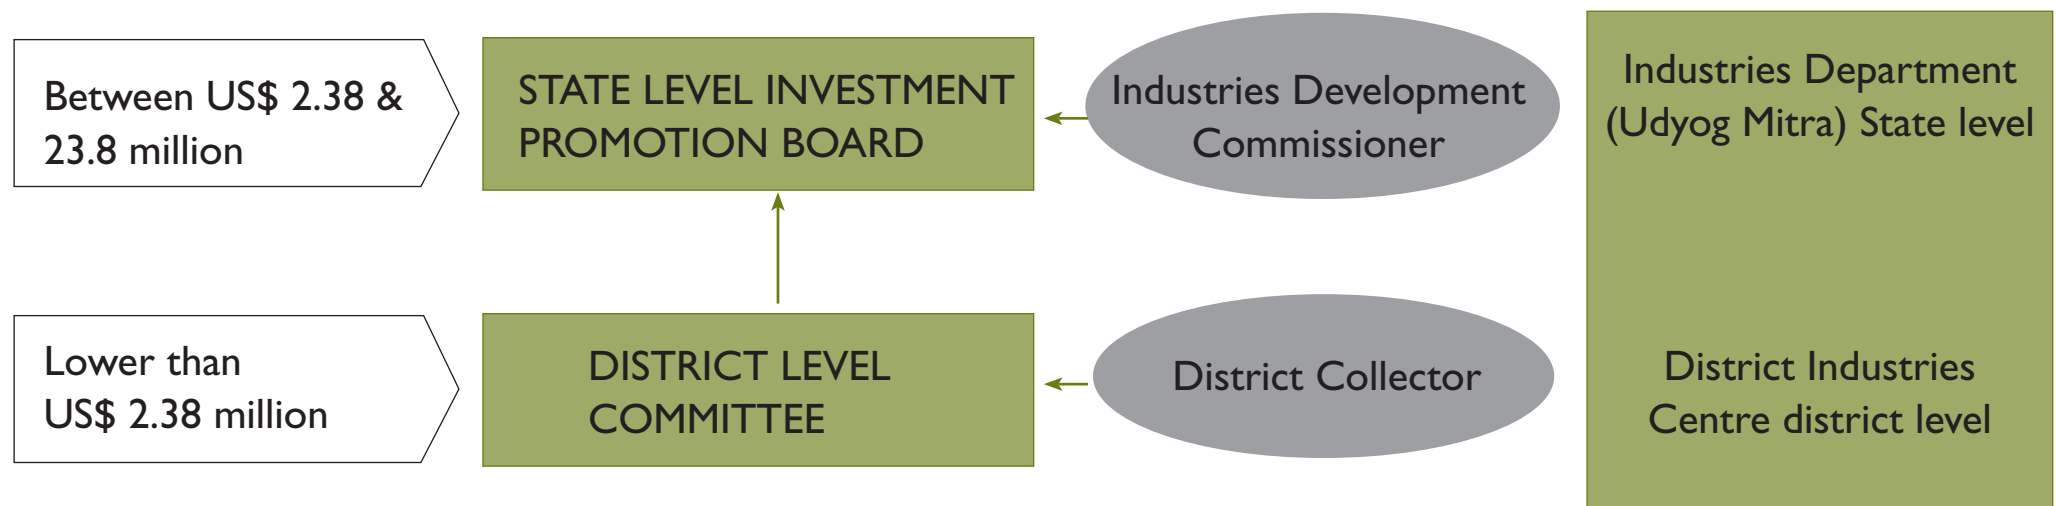 Between US$ 2.38 &
23.8 million
STATE LEVEL INVESTMENT
PROMOTION BOARD
Industries Development
Commissioner
Industries Department
(Udyog Mitra) State level
Lower than
US$ 2.38 million
DISTRICT LEVEL
COMMITTEE
District Collector
District Industries
Centre district level